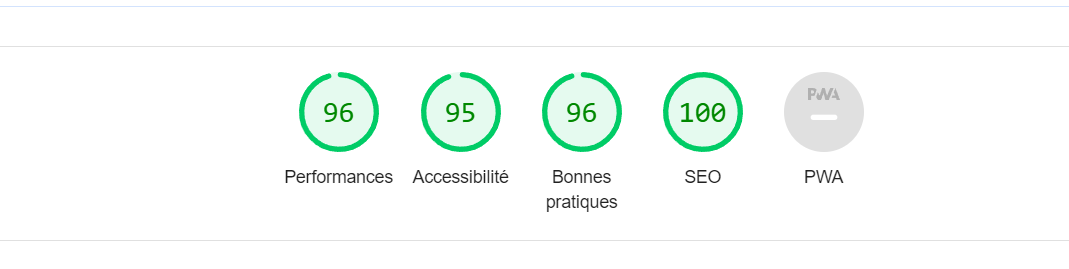 96
95
96
100
PWA
Performances
Accessibilité
Bonnes
pratiques
SEO
PWA